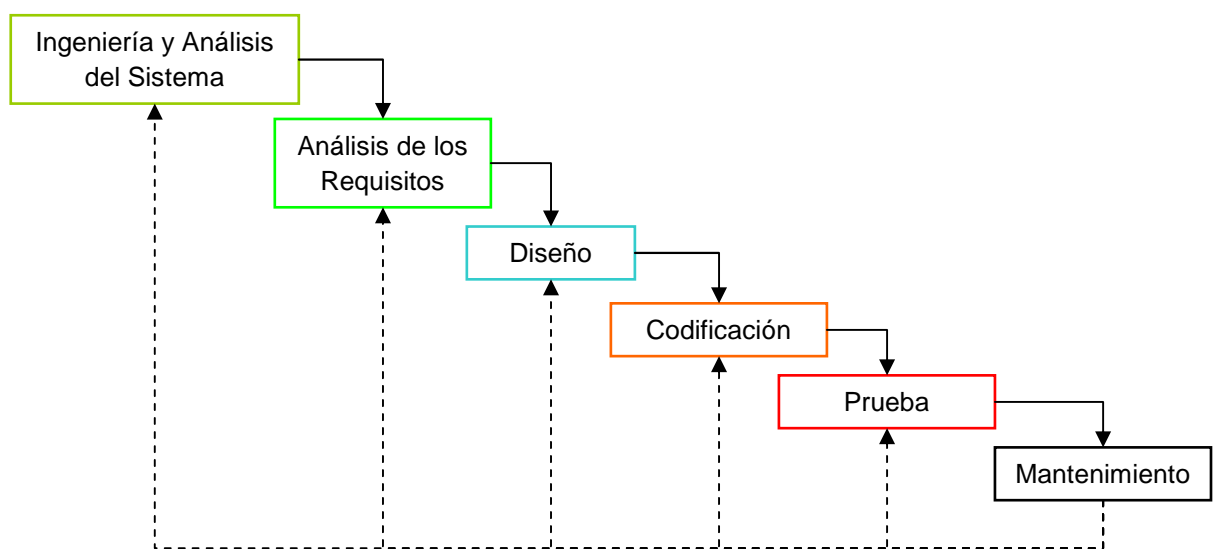 Ingeniería y Análisis
del Sistema
Análisis de los
Requisitos
Diseño
Codificación
Prueba
Mantenimiento